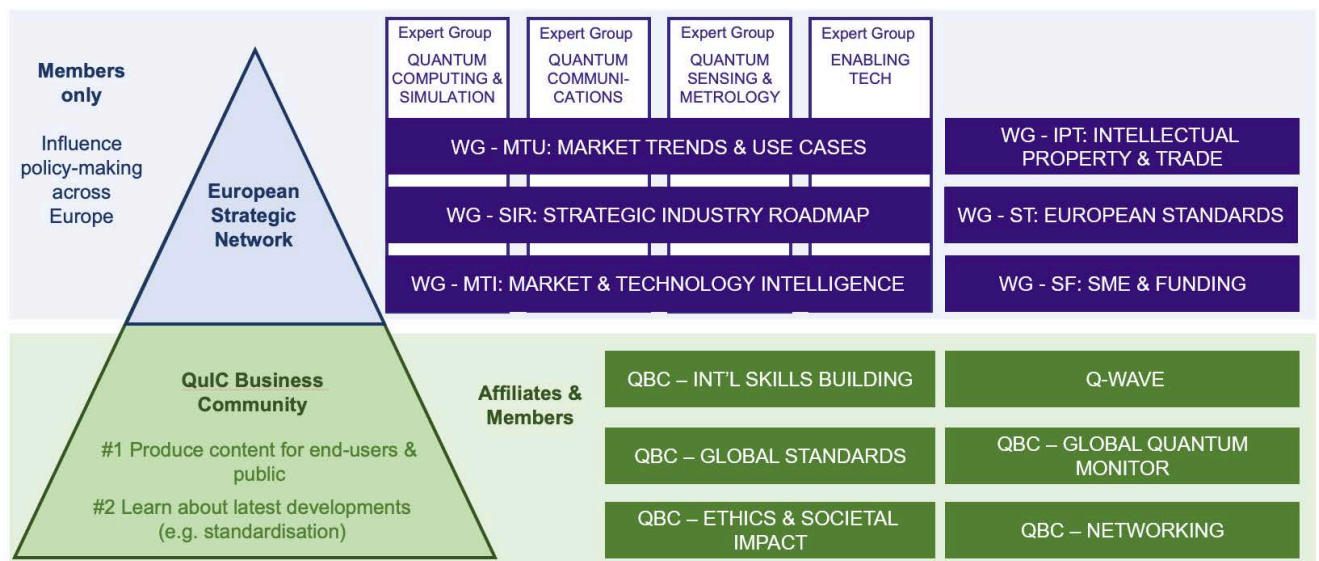 Members
only
Influence
policy-making
across
Europe
European
Strategic
Network
Expert Group
QUANTUM
COMPUTING &
SIMULATION
Expert Group
QUANTUM
COMMUNI-
CATIONS
Expert Group
QUANTUM
SENSING &
METROLOGY
Expert Group
ENABLING
TECH
WG - MTU: MARKET TRENDS & USE CASES
WG - IPT: INTELLECTUAL
PROPERTY & TRADE
WG - SIR: STRATEGIC INDUSTRY ROADMAP
WG - ST: EUROPEAN STANDARDS
WG - MTI: MARKET & TECHNOLOGY INTELLIGENCE
WG - SF: SME & FUNDING
QuIC Business
Community
#1 Produce content for end-users &
public
#2 Learn about latest developments
(e.g. standardisation)
Affiliates &
Members
QBC – INT’L SKILLS BUILDING
Q-WAVE
QBC – GLOBAL STANDARDS
QBC – GLOBAL QUANTUM
MONITOR
QBC – ETHICS & SOCIETAL
IMPACT
QBC – NETWORKING